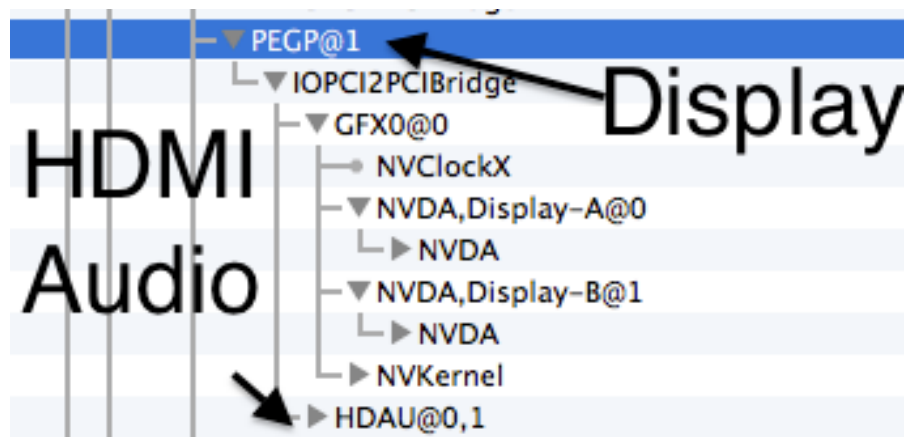 PEGP@1
IOPCI2PCIBridge
Display
GFX0@0
HDMI
NVClockX
NVDA,Display-A@0
NVDA
Audio
NVDA,Display-B@1
NVDA
NVKernel
HDAU@0,1